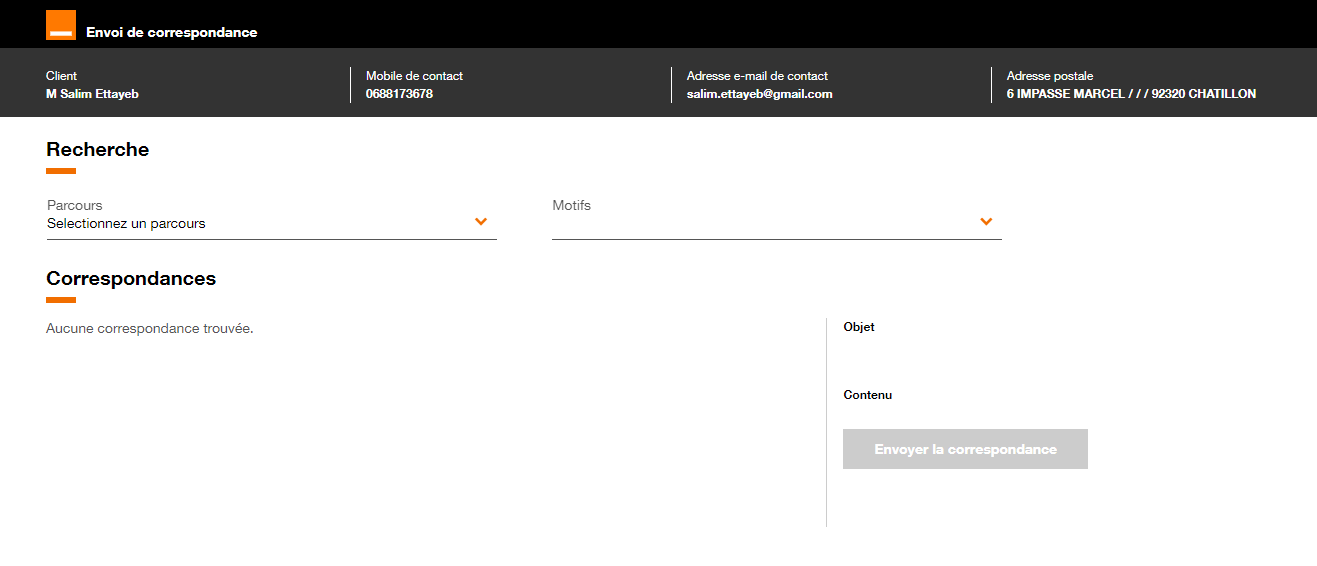 Envoi de correspondance
Client
M Salim Ettayeb
Mobile de contact
0688173678
Adresse e-mail de contact
salim.ettayeb@gmail.com
Adresse postale
6 IMPASSE MARCEL / / / 92320 CHATILLON
Recherche
Parcours
Selectionnez un parcours
Motifs
Correspondances
Aucune correspondance trouvée.
Objet
Contenu
Envoyer la correspondance